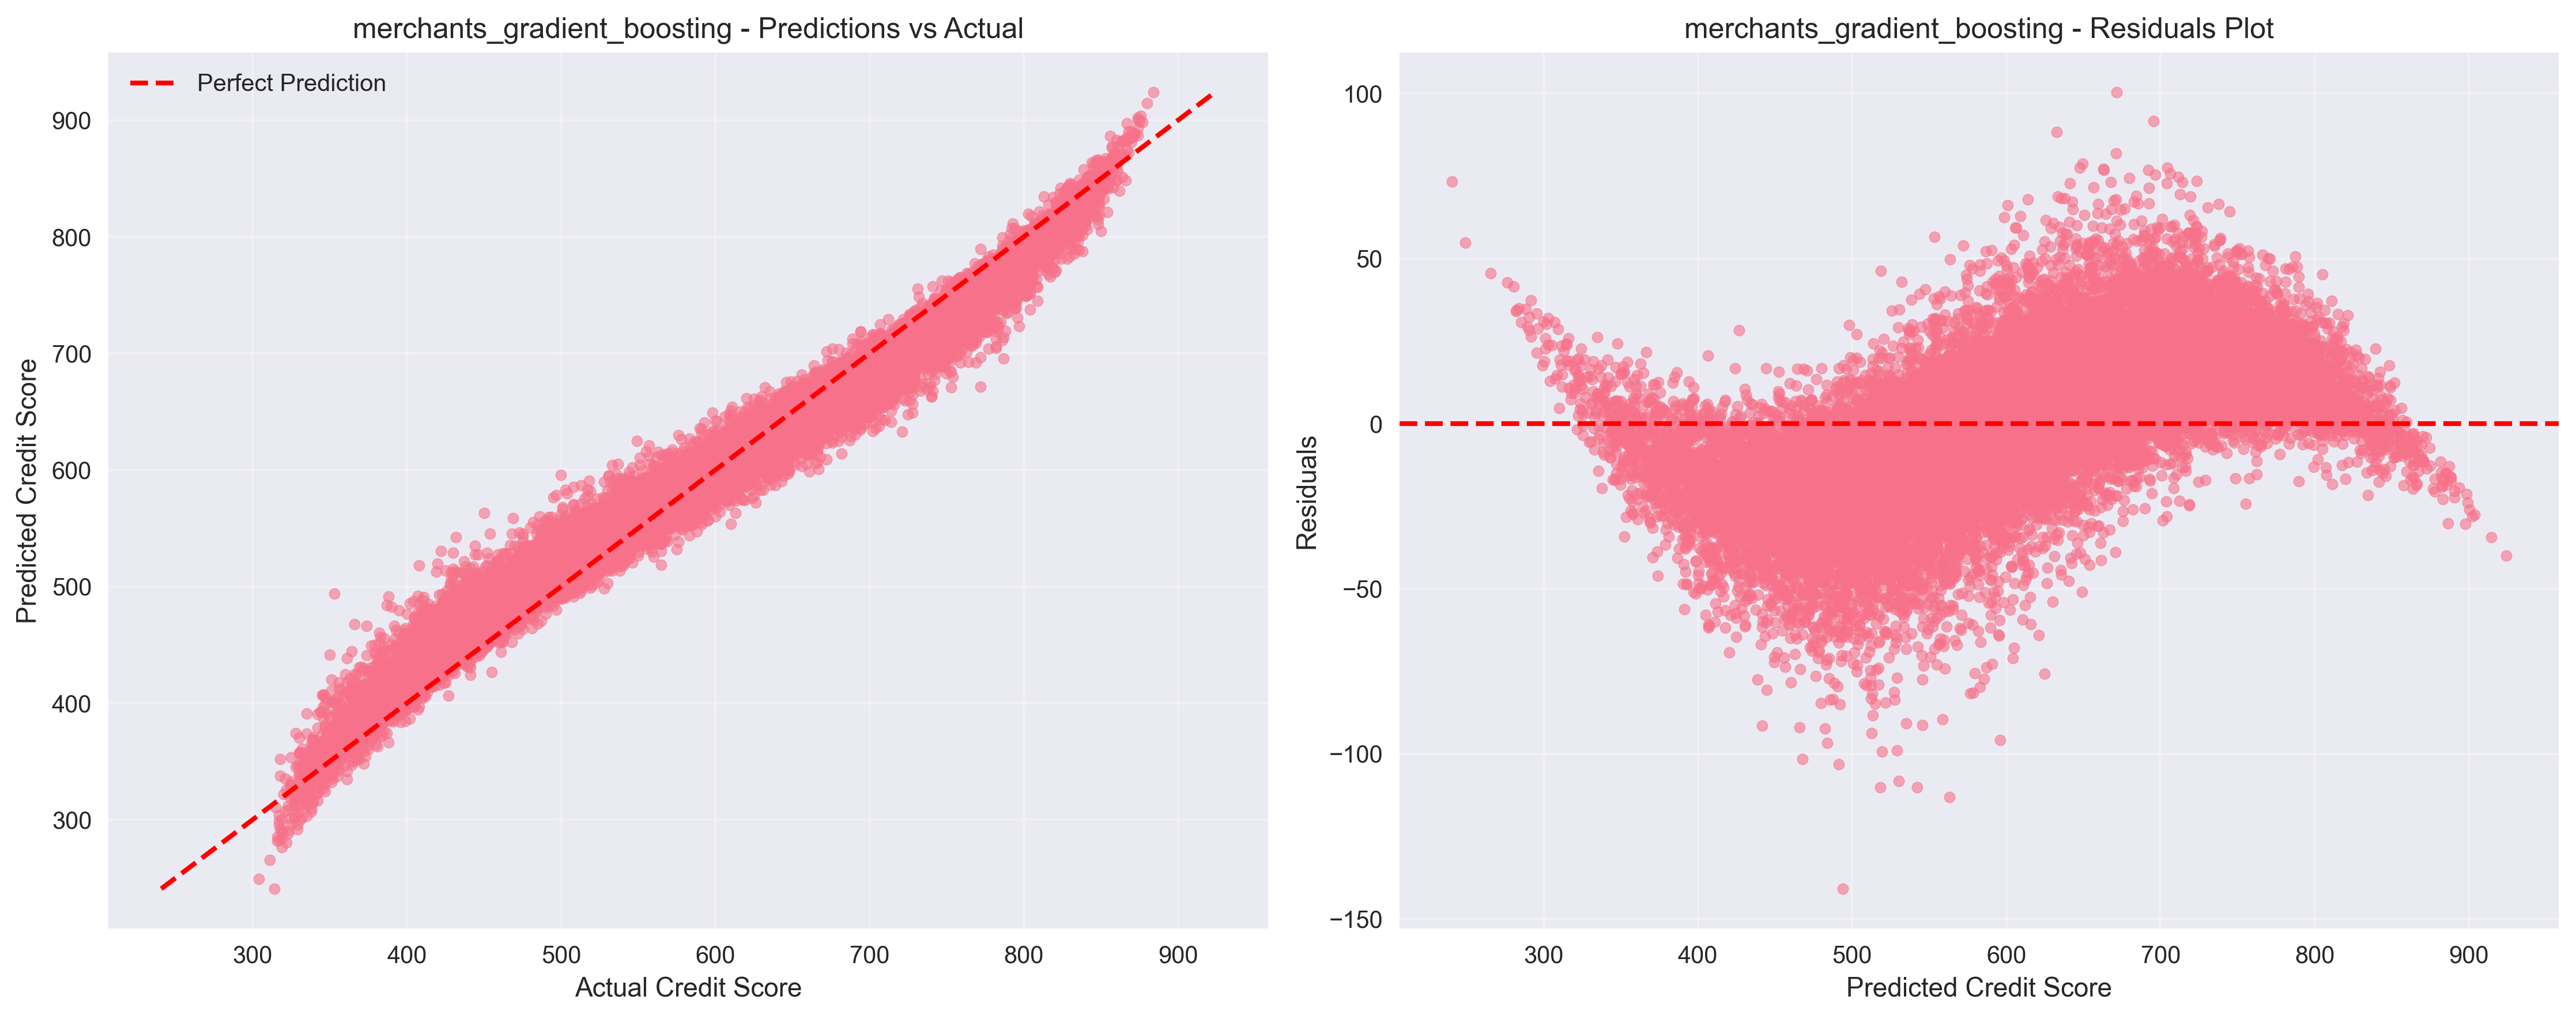 merchants_gradient_boosting - Predictions vs Actual
Perfect Prediction
900
800
700
600
500
400
300
Predicted Credit Score
300 400 500 600 700 800 900
Actual Credit Score
merchants_gradient_boosting - Residuals Plot
100
50
0
−50
−100
−150
Residuals
300 400 500 600 700 800 900
Predicted Credit Score